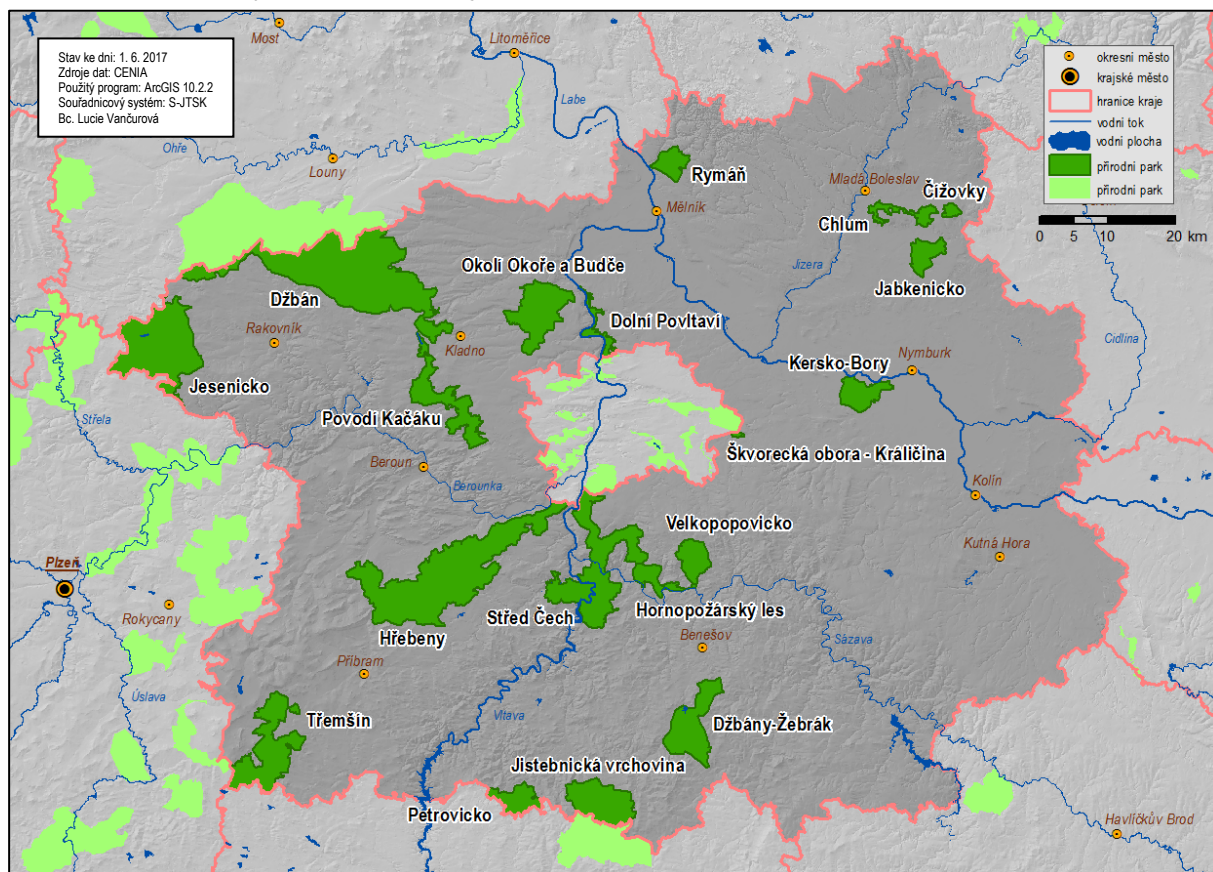 Stav ke dni: 1. 6. 2017
Zdroje dat: CENIA
Použitý program: ArcGIS 10.2.2
Souřadnicový systém: S-JTSK
Bc. Lucie Vančurová
okresní město
krajské město
hranice kraje
vodní tok
vodní plocha
přírodní park
přírodní park
0 5 10 20 km
Most
Litoměřice
Labe
Ohře
Louny
Rymáň
Mladá Boleslav
Čížovky
Mělník
Chlum
Jizera
Jabkenicko
Okolí Okoře a Budče
Džbán
Dolní Povltaví
Rakovník
Kladno
Cidlina
Kersko-Bory
Nymburk
Jesenicko
Střela
Povodí Kačáku
Škvorecká obora - Králičina
Beroun
Berounka
Kolín
Velkopopovicko
Kutná Hora
Plzeň
Rokycany
Hřebeny
Střed Čech
Hornopožárský les
Benešov
Sázava
Příbram
Úslava
Vltava
Třemšín
Džbány-Žebrák
Jistebnická vrchovina
Petrovicko
Havlíčkův Brod